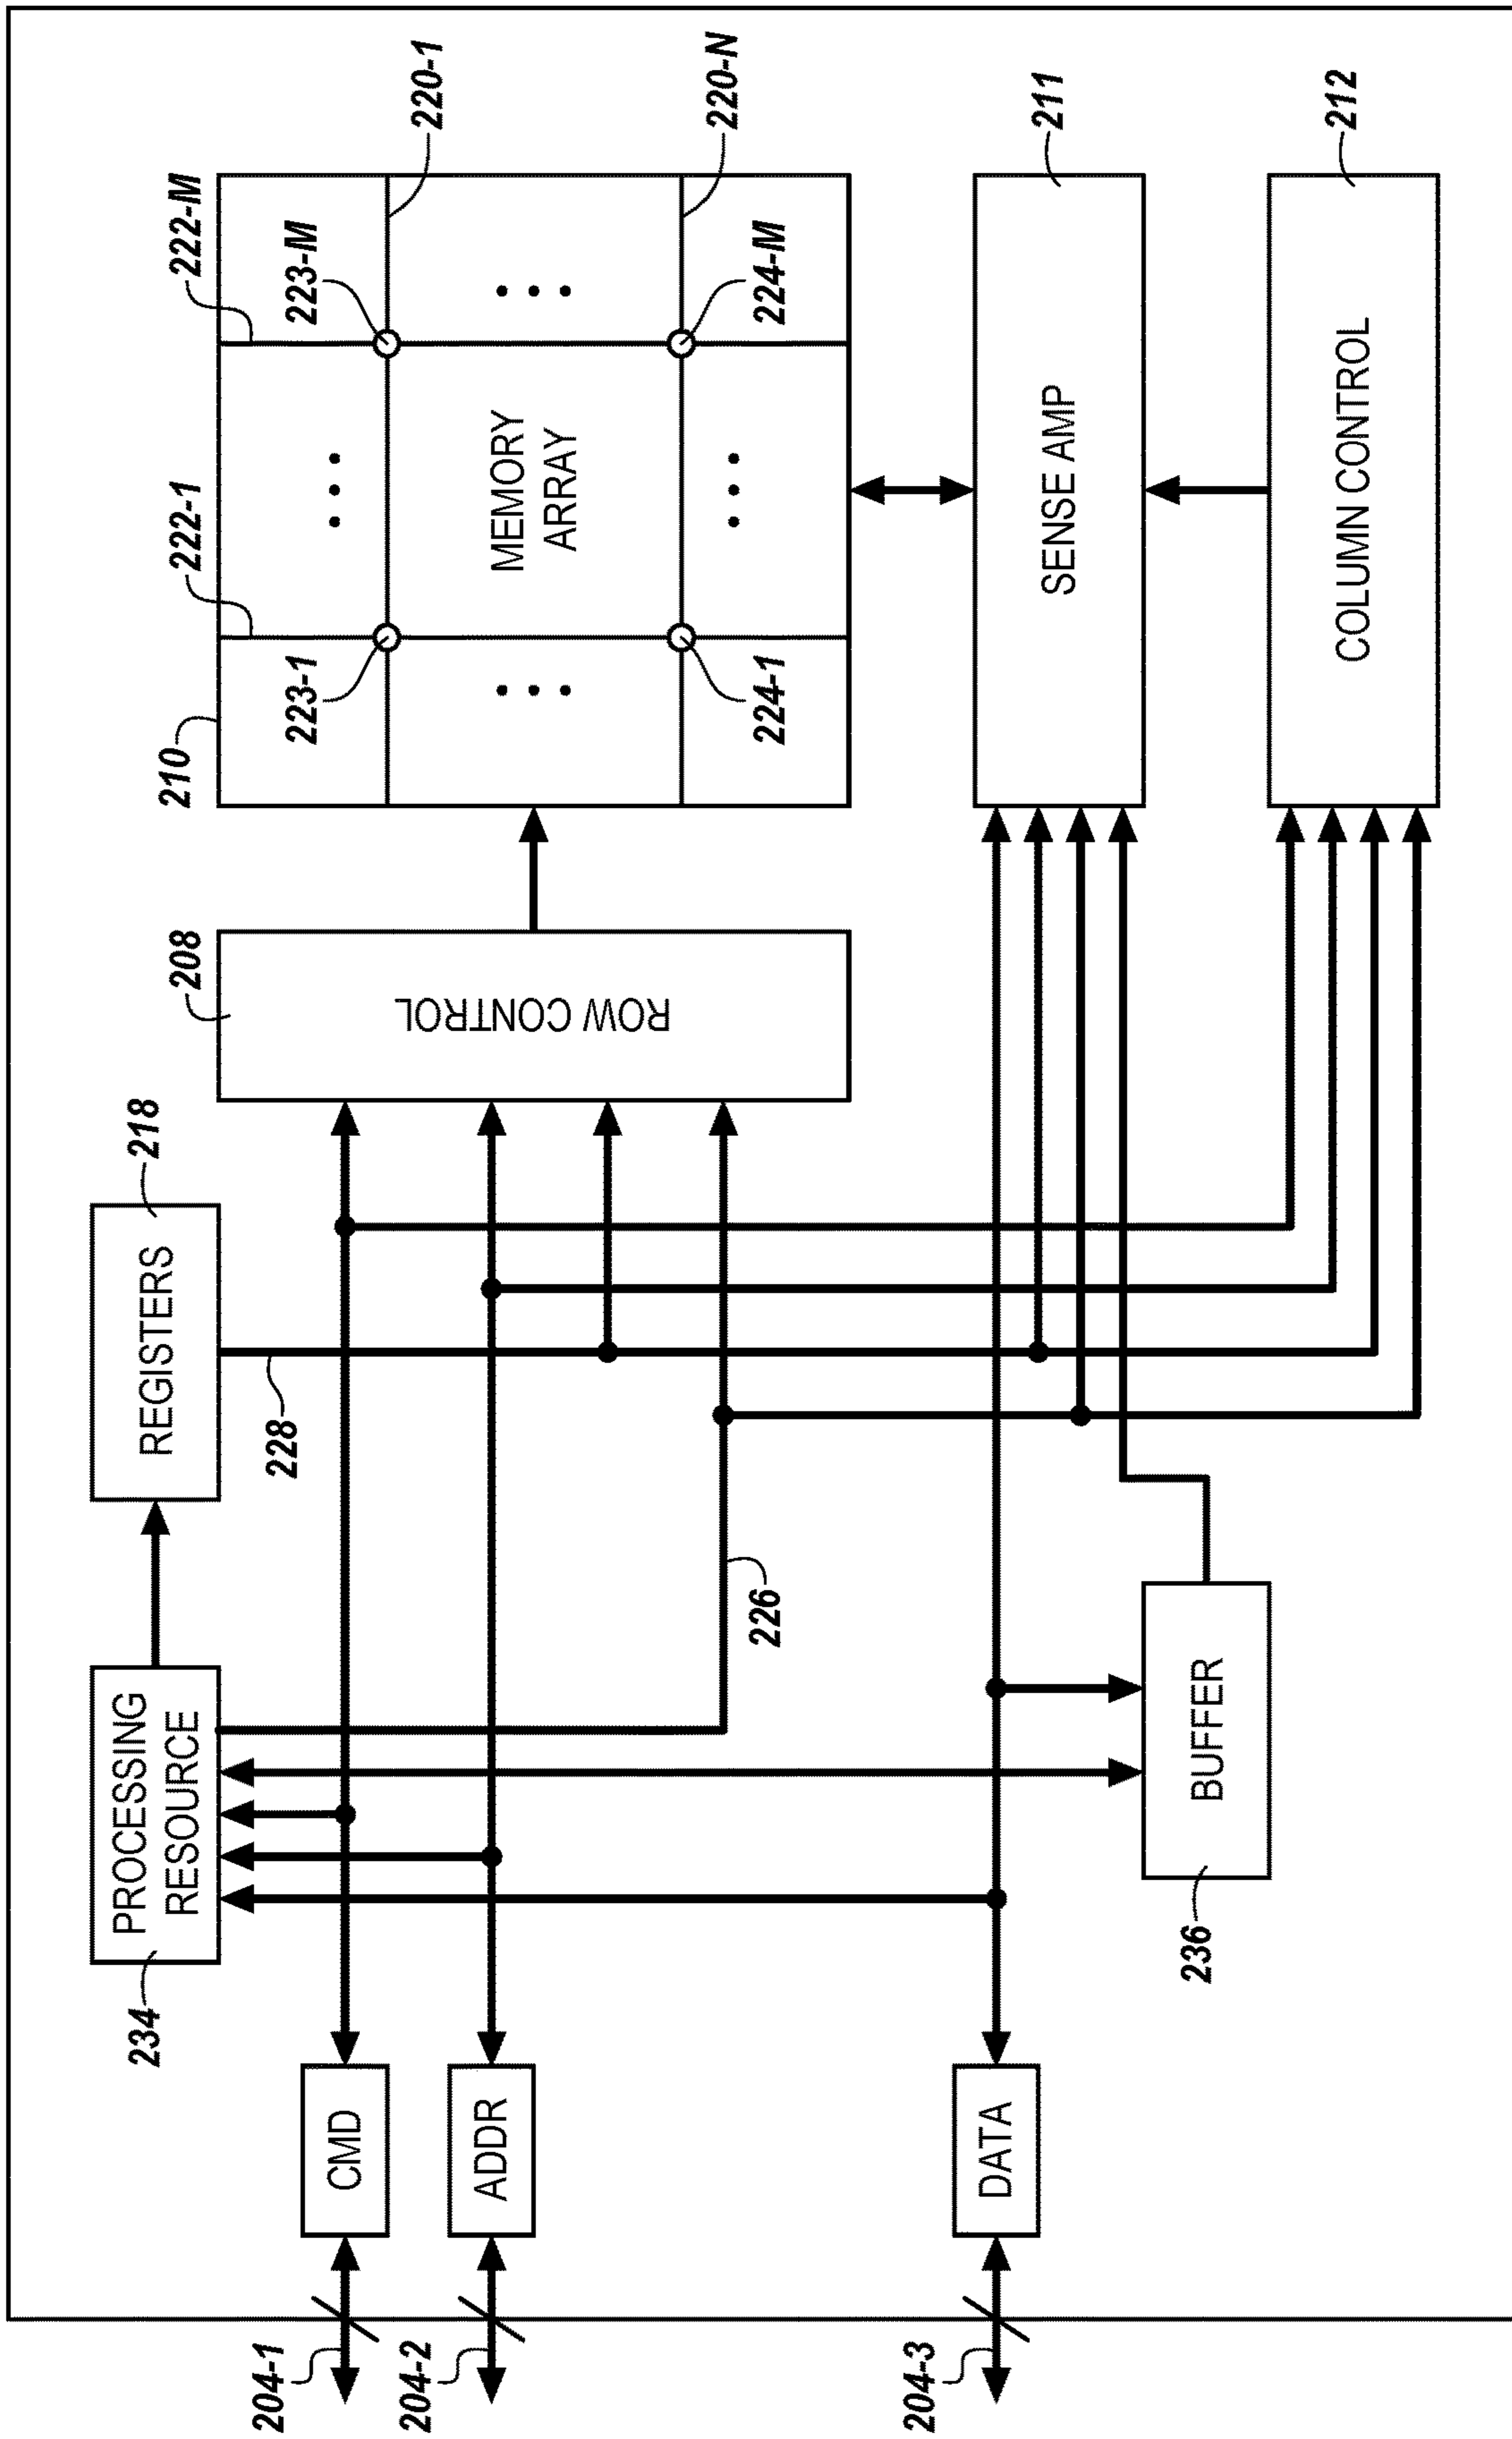 234
PROCESSING
RESOURCE
REGISTERS
218
228
204-1
CMD
204-2
ADDR
226
204-3
DATA
236
BUFFER
208
ROW CONTROL
210
222-1
222-M
223-1
223-M
220-1
MEMORY
ARRAY
224-1
224-M
220-N
SENSE AMP
211
COLUMN CONTROL
212